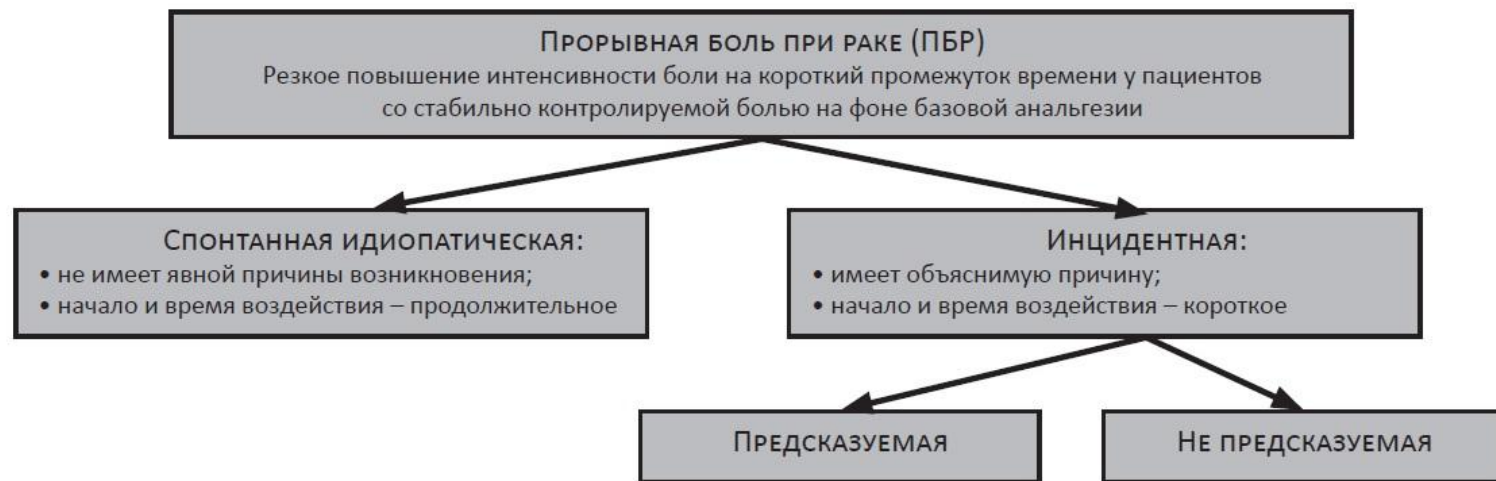 Прорывная боль при раке (ПБР)
Резкое повышение интенсивности боли на короткий промежуток времени у пациентов
со стабильно контролируемой болью на фоне базовой анальгезии
Спонтанная идиопатическая:
• не имеет явной причины возникновения;
• начало и время воздействия – продолжительное
Инцидентная:
• имеет объяснимую причину;
• начало и время воздействия – короткое
Предсказуемая
Не предсказуемая